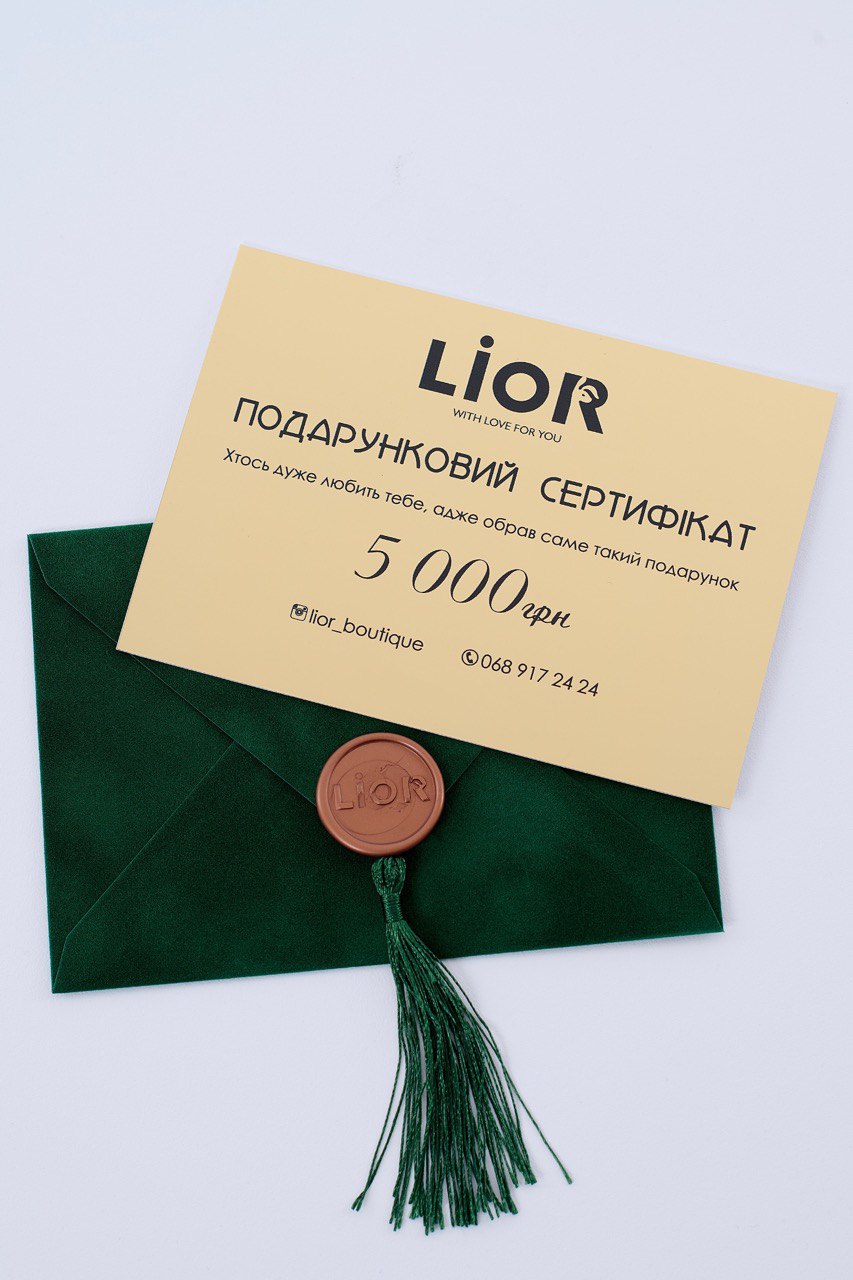 LiOR
WITH LOVE FOR YOU
ПОДАРУНКОВИЙ СЕРТИФІКАТ
Хтось дуже любить тебе, адже обрав саме такий подарунок
5 000грн
lior_boutique
068 917 24 24
LiOR